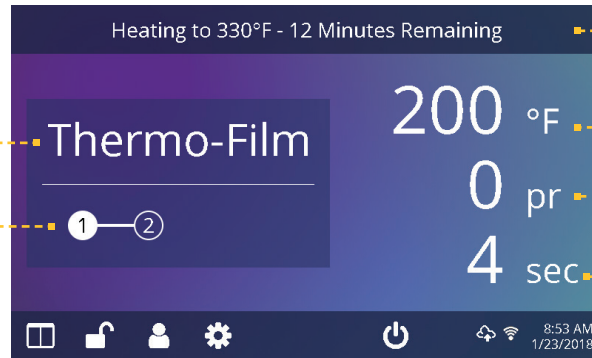 Heating to 330°F - 12 Minutes Remaining
Thermo-Film
1 2
200 °F
0 pr
4 sec
8:53 AM
1/23/2018